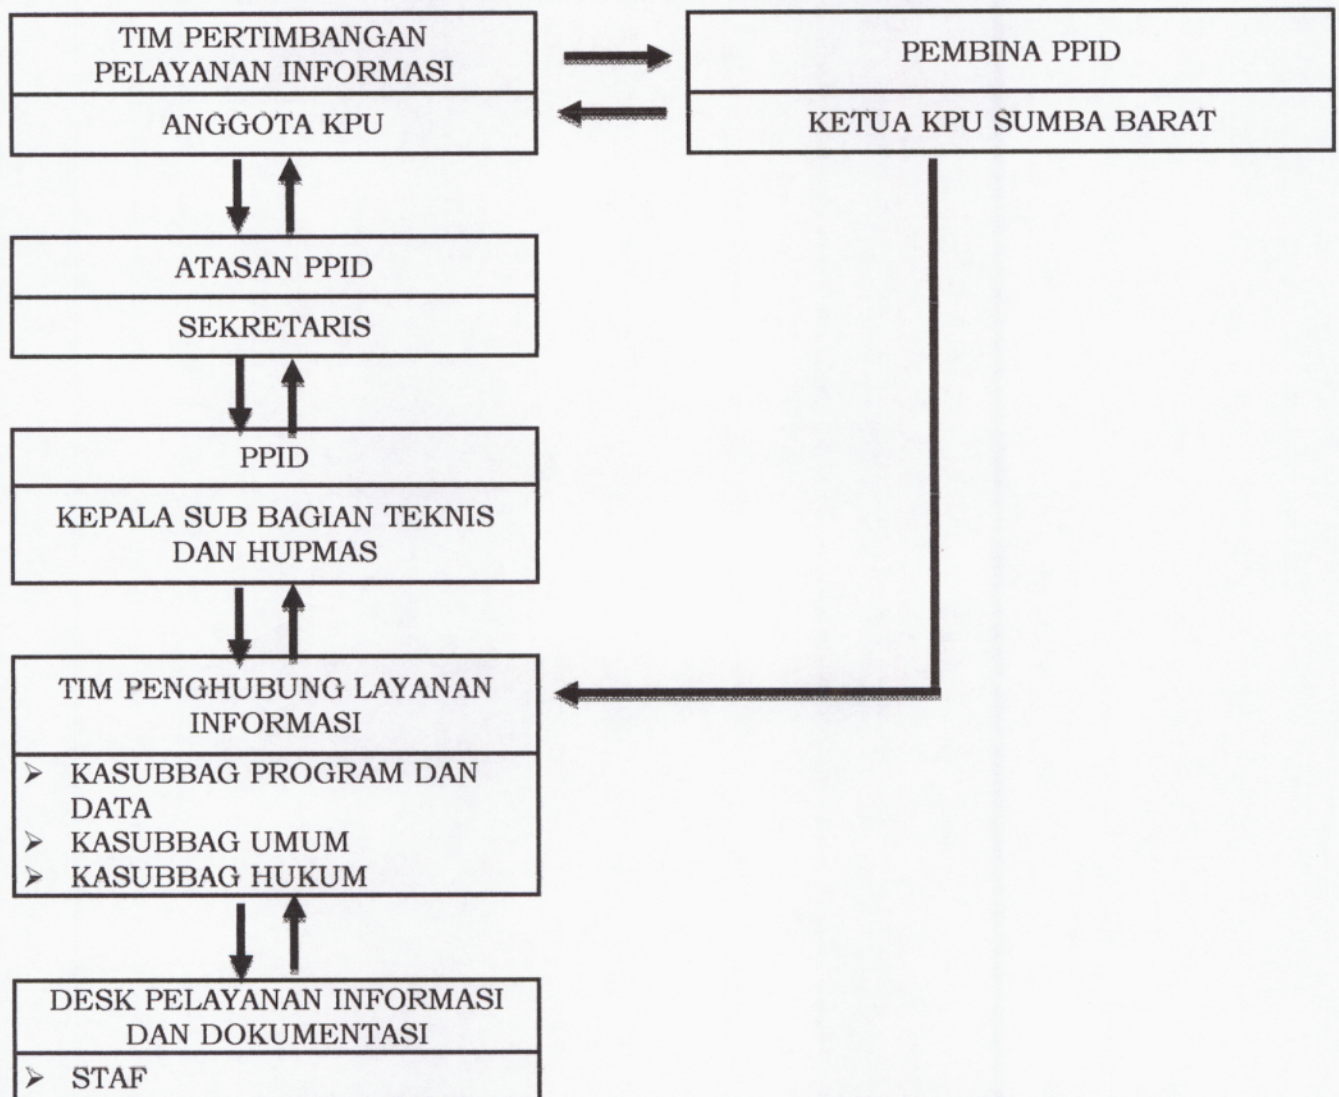 TIM PERTIMBANGAN
PELAYANAN INFORMASI
ANGGOTA KPU
PEMBINA PPID
KETUA KPU SUMBA BARAT
ATASAN PPID
SEKRETARIS
PPID
KEPALA SUB BAGIAN TEKNIS
DAN HUPMAS
TIM PENGHUBUNG LAYANAN
INFORMASI
➢ KASUBBAG PROGRAM DAN
DATA
➢ KASUBBAG UMUM
➢ KASUBBAG HUKUM
DESK PELAYANAN INFORMASI
DAN DOKUMENTASI
➢ STAF